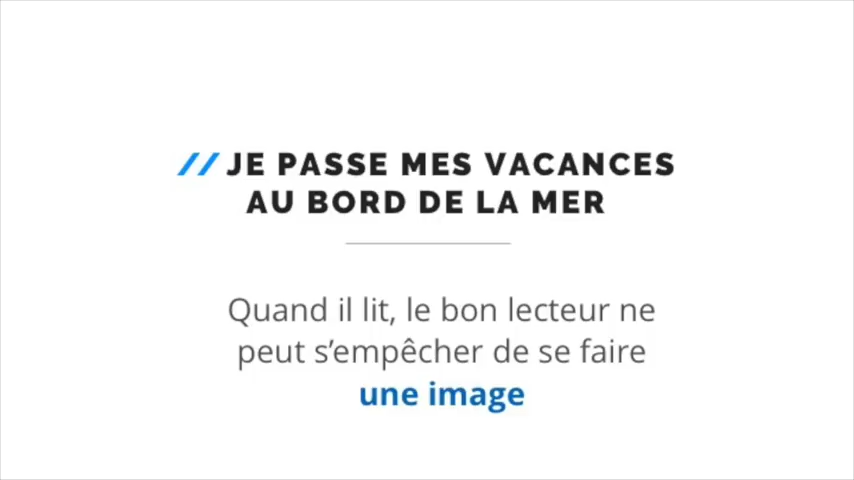 // JE PASSE MES VACANCES
AU BORD DE LA MER
Quand il lit, le bon lecteur ne
peut s’empêcher de se faire
une image